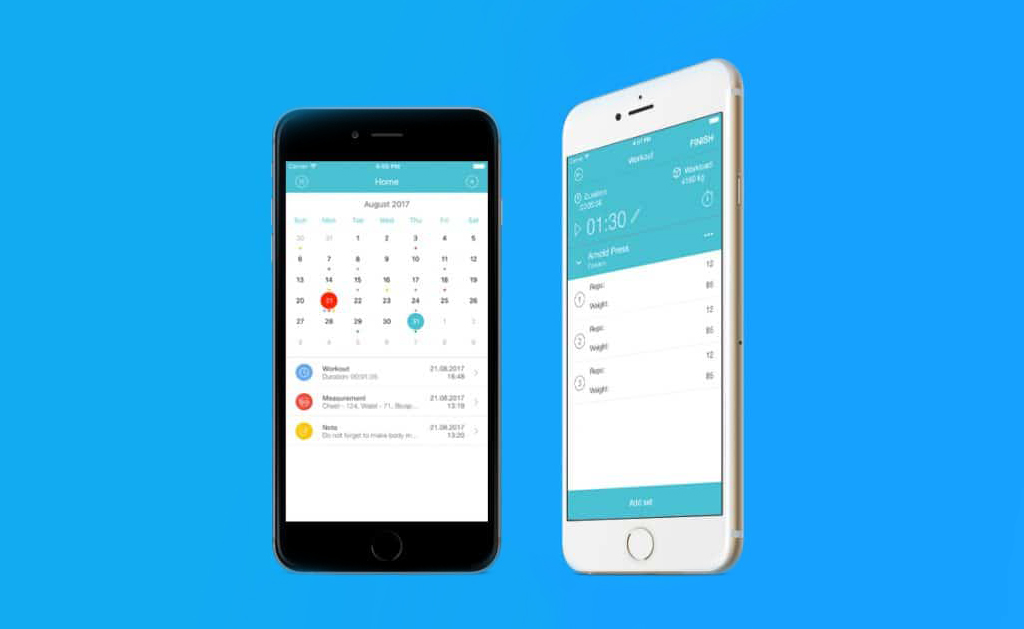 Carrier 4:06 PM
Home
August 2017
Sun Mon Tue Wed Thu Fri Sat
30 31 1 2 3 4 5
6 7 8 9 10 11 12
13 14 15 16 17 18 19
20 21 22 23 24 25 26
27 28 29 30 31 1 2
3 4 5 6 7 8 9
Workout 21.08.2017
Duration: 00:01:05 16:48
Measurement 21.08.2017
Chest - 124, Waist - 71, Bicep... 13:19
Note 21.08.2017
Do not forget to make body m... 13:20
Carrier 4:07 PM
Workout FINISH
Duration
Workload
4180 Kg
01:30
Arnold Press
1 Reps: 12
Weight: 85
2 Reps: 12
Weight: 85
3 Reps: 12
Weight: 85
Add set